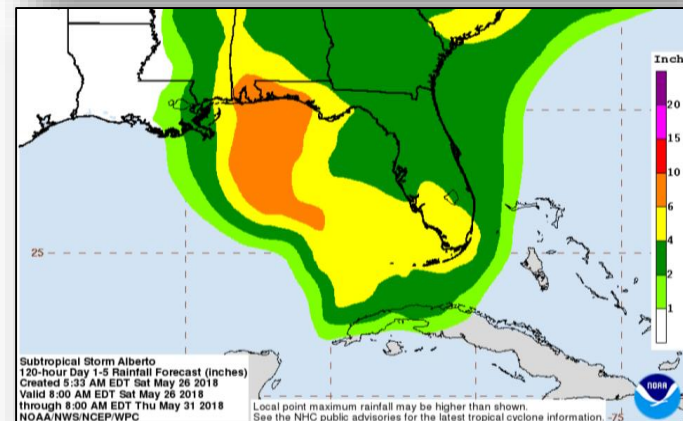 Inch
20
15
10
6
4
2
1
25
Subtropical Storm Alberto
120-hour Day 1-5 Rainfall Forecast (inches)
Created 5:33 AM EDT Sat May 26 2018
Valid 8:00 AM EDT Sat May 26 2018
through 8:00 AM EDT Thu May 31 2018
NOAA/NWS/NCEP/WPC
Local point maximum rainfall may be higher than shown.
See the NHC public advisories for the latest tropical cyclone information.
-75
NOAA